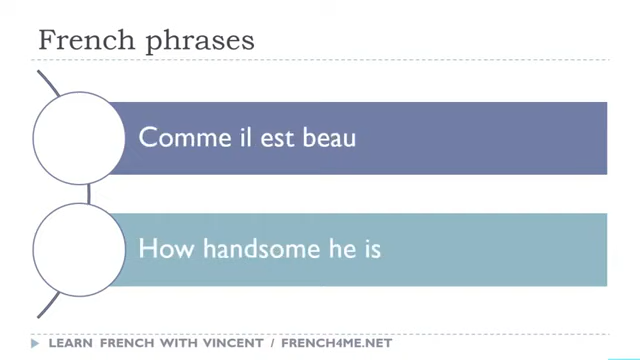 French phrases
Comme il est beau
How handsome he is
LEARN FRENCH WITH VINCENT / FRENCH4ME.NET